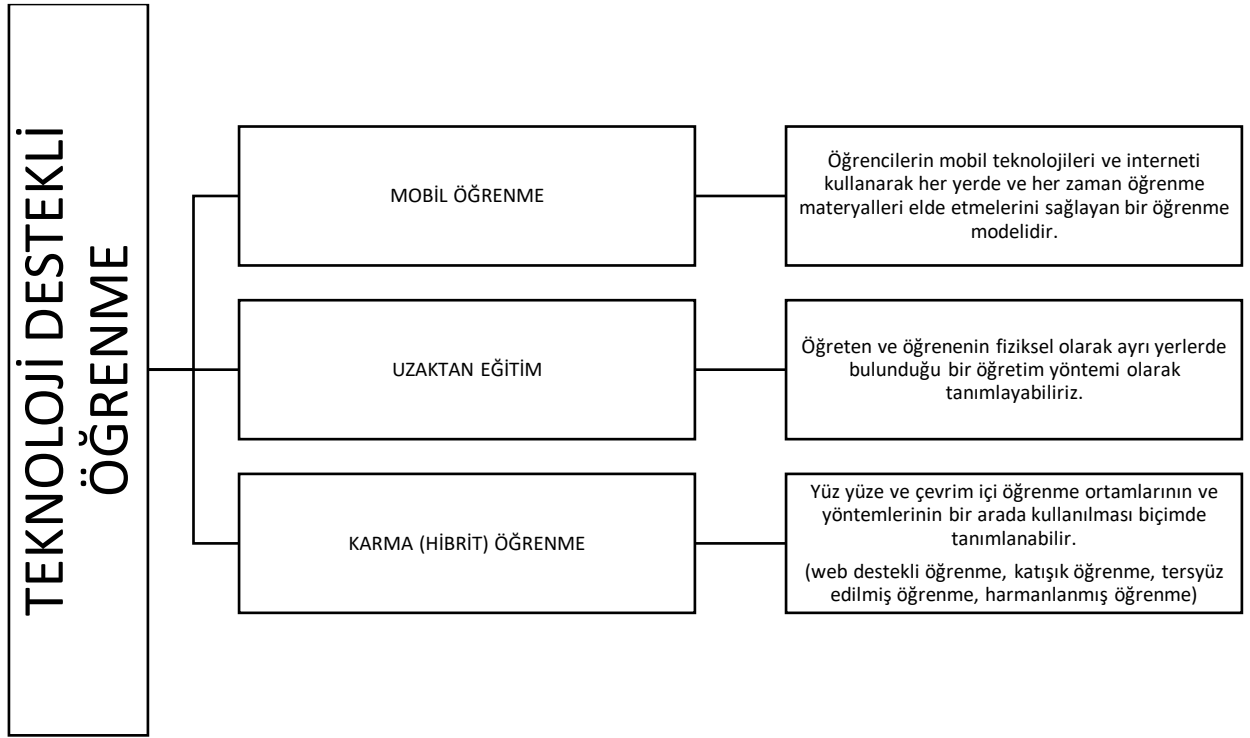 TEKNOLOJİ DESTEKLİ
ÖĞRENME
MOBİL ÖĞRENME
Öğrencilerin mobil teknolojileri ve interneti
kullanarak her yerde ve her zaman öğrenme
materyalleri elde etmelerini sağlayan bir öğrenme
modelidir.
UZAKTAN EĞİTİM
Öğreten ve öğrenenin fiziksel olarak ayrı yerlerde
bulunduğu bir öğretim yöntemi olarak
tanımlayabiliriz.
KARMA (HİBRİT) ÖĞRENME
Yüz yüze ve çevrim içi öğrenme ortamlarının ve
yöntemlerinin bir arada kullanılması biçimde
tanımlanabilir.
(web destekli öğrenme, katışık öğrenme, tersyüz
edilmiş öğrenme, harmanlanmış öğrenme)